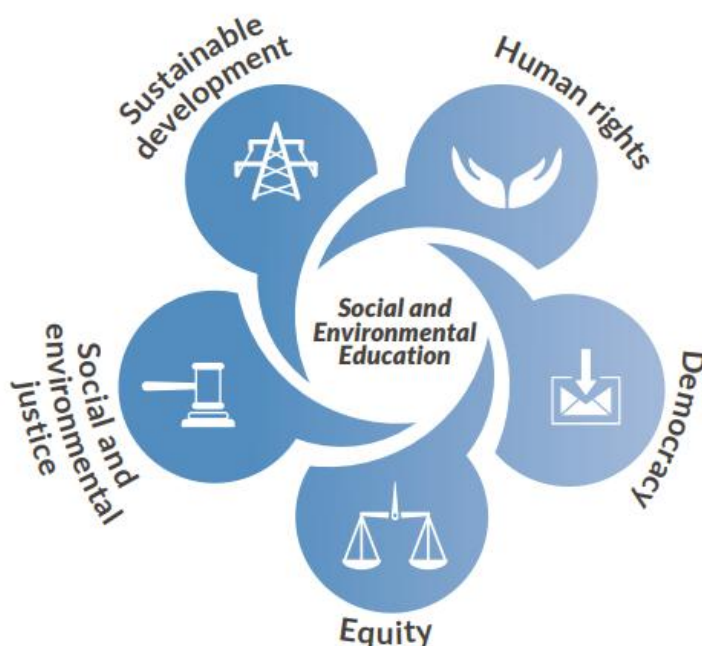 Sustainable
development
Human rights
Social and
Environmental
Education
Social and
environmental
justice
Democracy
Equity